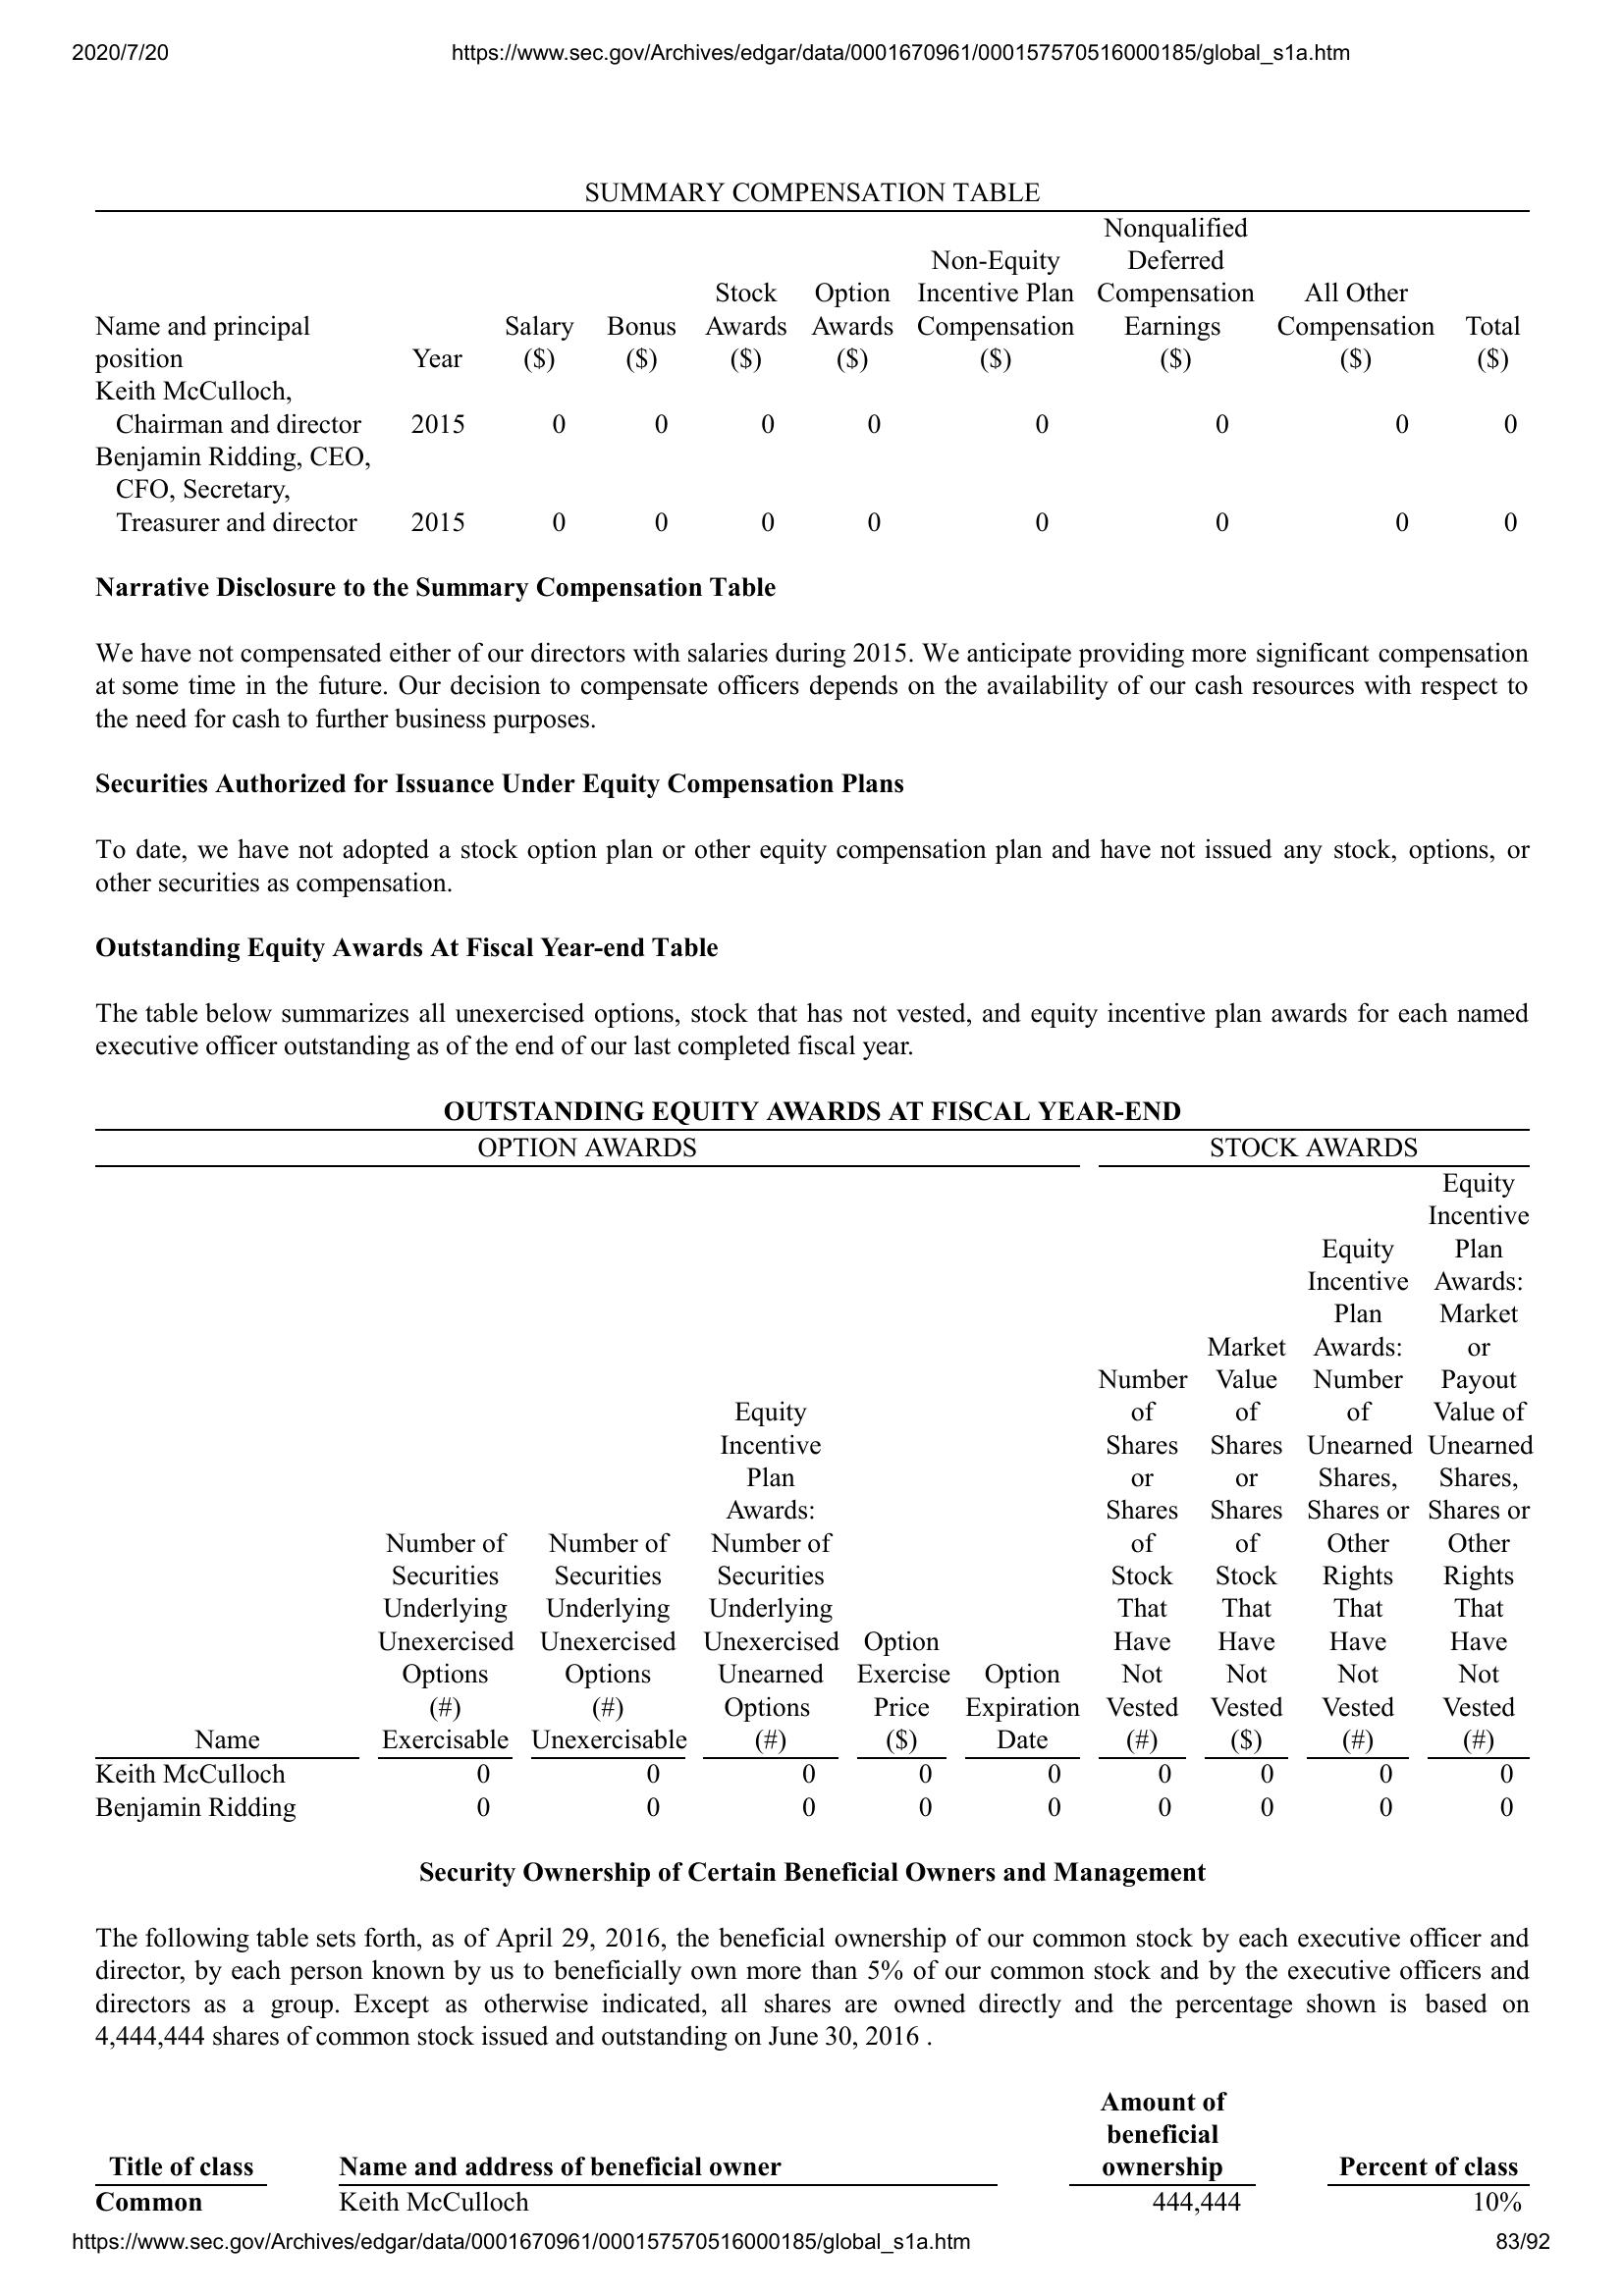 2020/7/20 https://www.sec.gov/Archives/edgar/data/0001670961/000157570516000185/global_s1a.htm
SUMMARY COMPENSATION TABLE
Nonqualified
Non-Equity Deferred
Stock Option Incentive Plan Compensation All Other
Name and principal Salary Bonus Awards Awards Compensation Earnings Compensation Total
position Year ($) ($) ($) ($) ($) ($) ($) ($)
Keith McCulloch,
Chairman and director 2015 0 0 0 0 0 0 0 0
Benjamin Ridding, CEO,
CFO, Secretary,
Treasurer and director 2015 0 0 0 0 0 0 0 0
Narrative Disclosure to the Summary Compensation Table
We have not compensated either of our directors with salaries during 2015. We anticipate providing more significant compensation
at some time in the future. Our decision to compensate officers depends on the availability of our cash resources with respect to
the need for cash to further business purposes.
Securities Authorized for Issuance Under Equity Compensation Plans
To date, we have not adopted a stock option plan or other equity compensation plan and have not issued any stock, options, or
other securities as compensation.
Outstanding Equity Awards At Fiscal Year-end Table
The table below summarizes all unexercised options, stock that has not vested, and equity incentive plan awards for each named
executive officer outstanding as of the end of our last completed fiscal year.
OUTSTANDING EQUITY AWARDS AT FISCAL YEAR-END
OPTION AWARDS STOCK AWARDS
Equity
Incentive
Equity Plan
Incentive Awards:
Plan Market
Market Awards: or
Number Value Number Payout
Equity of of of Value of
Incentive Shares Shares Unearned Unearned
Plan or or Shares, Shares,
Awards: Shares Shares Shares or Shares or
Number of Number of Number of of of Other Other
Securities Securities Securities Stock Stock Rights Rights
Underlying Underlying Underlying That That That That
Unexercised Unexercised Unexercised Option Have Have Have Have
Options Options Unearned Exercise Option Not Not Not Not
(#) (#) Options Price Expiration Vested Vested Vested Vested
Name Exercisable Unexercisable (#) ($) Date (#) ($) (#) (#)
Keith McCulloch 0 0 0 0 0 0 0 0 0
Benjamin Ridding 0 0 0 0 0 0 0 0 0
Security Ownership of Certain Beneficial Owners and Management
The following table sets forth, as of April 29, 2016, the beneficial ownership of our common stock by each executive officer and
director, by each person known by us to beneficially own more than 5% of our common stock and by the executive officers and
directors as a group. Except as otherwise indicated, all shares are owned directly and the percentage shown is based on
4,444,444 shares of common stock issued and outstanding on June 30, 2016 .
Amount of
beneficial
Title of class Name and address of beneficial owner ownership Percent of class
Common Keith McCulloch 444,444 10%
https://www.sec.gov/Archives/edgar/data/0001670961/000157570516000185/global_s1a.htm 83/92